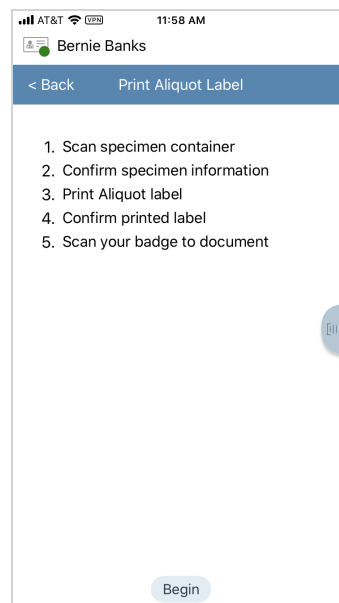 AT&T VPN 11:58 AM
Bernie Banks
< Back Print Aliquot Label
1. Scan specimen container
2. Confirm specimen information
3. Print Aliquot label
4. Confirm printed label
5. Scan your badge to document
Begin